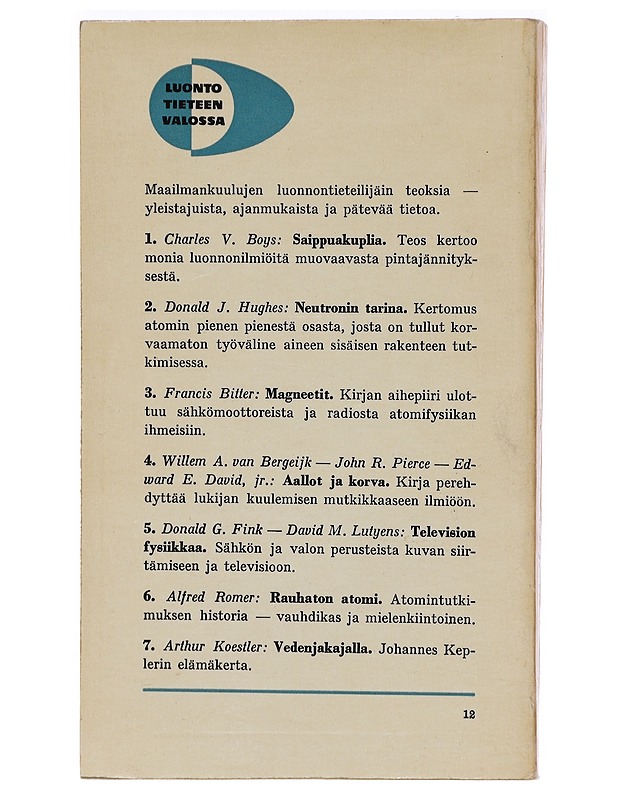 LUONTO
TIETEEN
VALOSSA
Maailmankuulujen luonnontieteilijäin teoksia —
yleistajuista, ajanmukaista ja pätevää tietoa.
1. Charles V. Boys: Saippuakuplia. Teos kertoo
monia luonnonilmiöitä muovaavasta pintajännityk-
sestä.
2. Donald J. Hughes: Neutronin tarina. Kertomus
atomin pienen pienestä osasta, josta on tullut kor-
vaamaton työväline aineen sisäisen rakenteen tut-
kimisessa.
3. Francis Bitter: Magneetit. Kirjan aihepiiri ulot-
tuu sähkömoottoreista ja radiosta atomifysiikan
ihmeisiin.
4. Willem A. van Bergeijk — John R. Pierce — Ed-
ward E. David, jr.: Aallot ja korva. Kirja pereh-
dyttää lukijan kuulemisen mutkikkaaseen ilmiöön.
5. Donald G. Fink — David M. Lutyens: Television
fysiikkaa. Sähkön ja valon perusteista kuvan siir-
tämiseen ja televisioon.
6. Alfred Romer: Rauhaton atomi. Atomintutki-
muksen historia — vauhdikas ja mielenkiintoinen.
7. Arthur Koestler: Vedenjakajalla. Johannes Kep-
lerin elämäkerta.
12